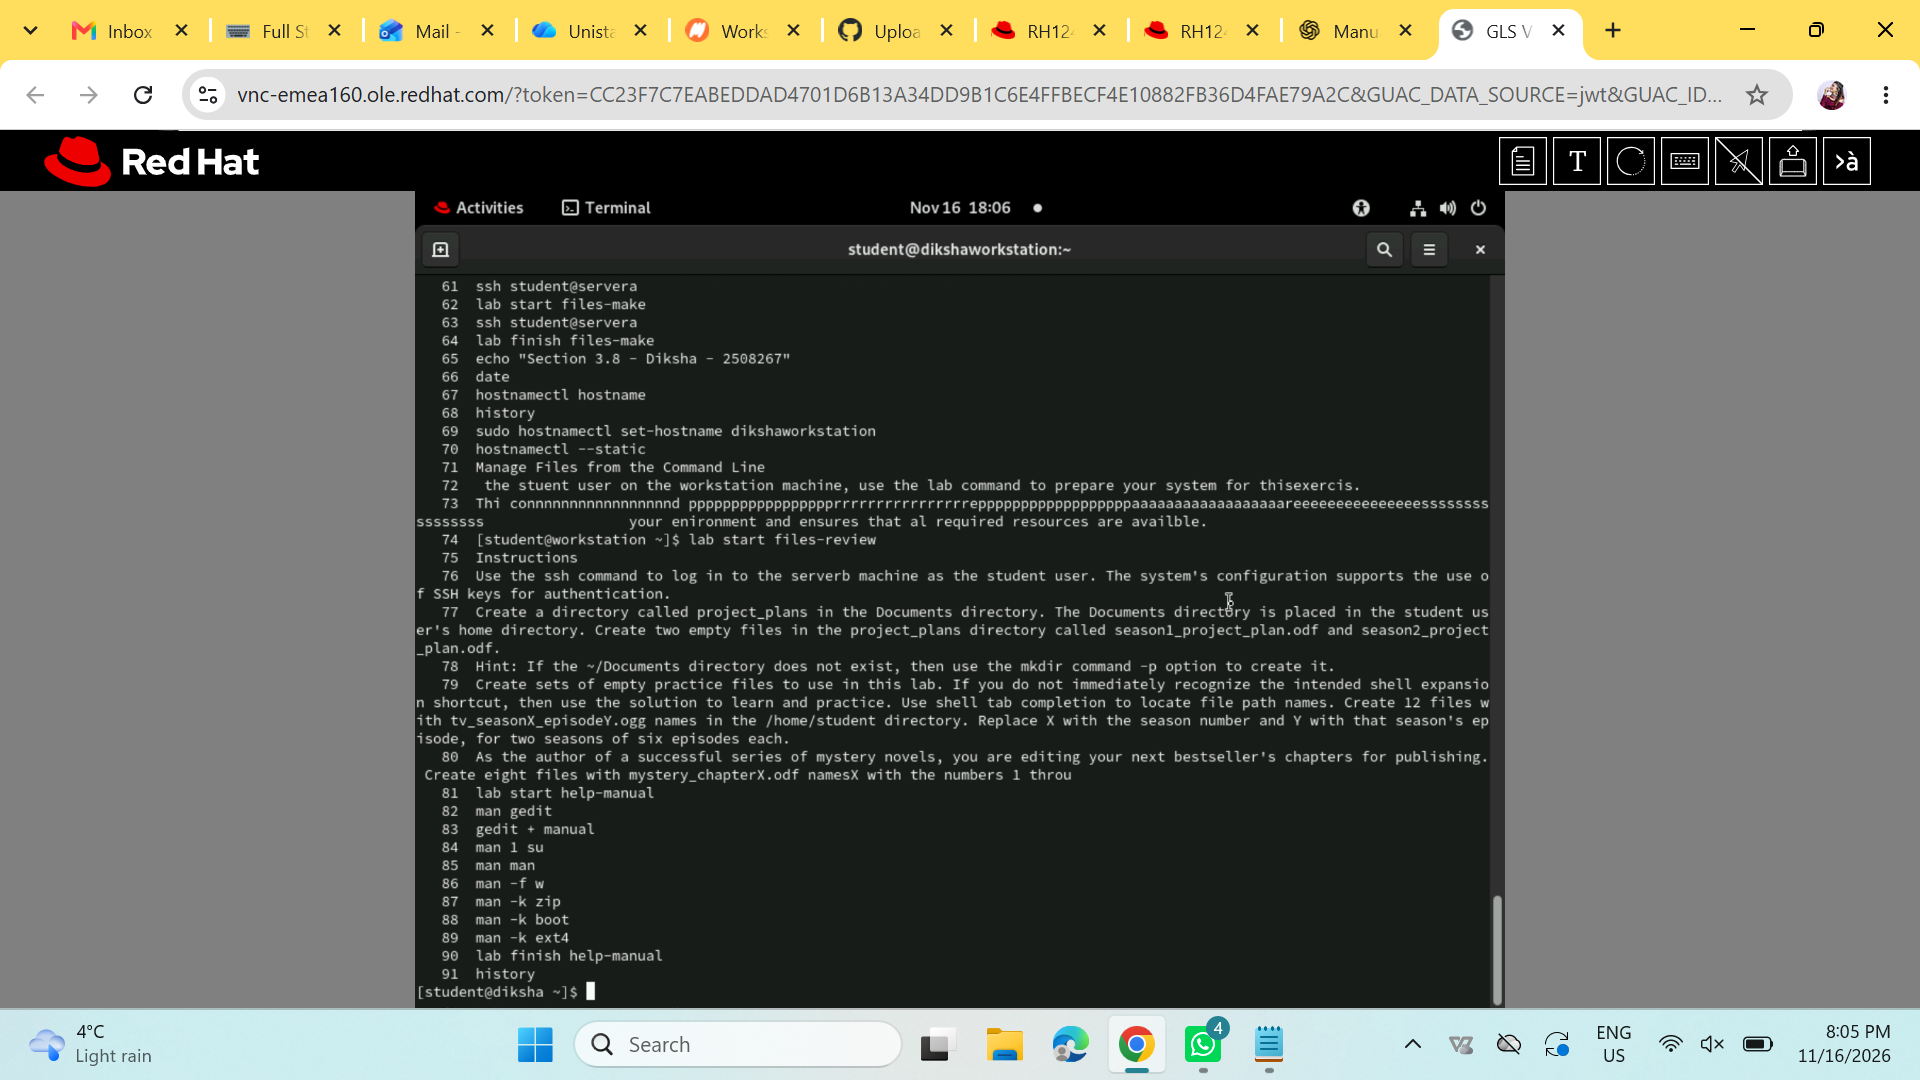 Inbox
Full St
Mail -
Unista
Works
Uploa
RH124
RH124
Manu
GLS V
vnc-emea160.ole.redhat.com/?token=CC23F7C7EABEDDAD4701D6B13A34DD9B1C6E4FFBECF4E10882FB36D4FAE79A2C&GUAC_DATA_SOURCE=jwt&GUAC_ID...
Red Hat
T
>à
Activities
Terminal
Nov 16 18:06
student@dikshaworkstation:~
61 ssh student@servera
62 lab start files-make
63 ssh student@servera
64 lab finish files-make
65 echo "Section 3.8 - Diksha - 2508267"
66 date
67 hostnamectl hostname
68 history
69 sudo hostnamectl set-hostname dikshaworkstation
70 hostnamectl --static
71 Manage Files from the Command Line
72 the stuent user on the workstation machine, use the lab command to prepare your system for thisexercis.
73 Thi connnnnnnnnnnnnnnnnnd pppppppppppppppppprrrrrrrrrrrrrrrrreppppppppppppppppppaaaaaaaaaaaaaaaaaaareeeeeeeeeeeeeeesssssssss
ssssssss your enironment and ensures that al required resources are availble.
74 [student@workstation ~]$ lab start files-review
75 Instructions
76 Use the ssh command to log in to the serverb machine as the student user. The system's configuration supports the use o
f SSH keys for authentication.
77 Create a directory called project_plans in the Documents directory. The Documents directory is placed in the student us
er's home directory. Create two empty files in the project_plans directory called season1_project_plan.odf and season2_project
_plan.odf.
78 Hint: If the ~/Documents directory does not exist, then use the mkdir command -p option to create it.
79 Create sets of empty practice files to use in this lab. If you do not immediately recognize the intended shell expansio
n shortcut, then use the solution to learn and practice. Use shell tab completion to locate file path names. Create 12 files w
ith tv_seasonX_episodeY.ogg names in the /home/student directory. Replace X with the season number and Y with that season's ep
isode, for two seasons of six episodes each.
80 As the author of a successful series of mystery novels, you are editing your next bestseller's chapters for publishing.
Create eight files with mystery_chapterX.odf namesX with the numbers 1 throu
81 lab start help-manual
82 man gedit
83 gedit + manual
84 man 1 su
85 man man
86 man -f w
87 man -k zip
88 man -k boot
89 man -k ext4
90 lab finish help-manual
91 history
[student@diksha ~]$
4°C
Light rain
Search
4
ENG
US
8:05 PM
11/16/2026